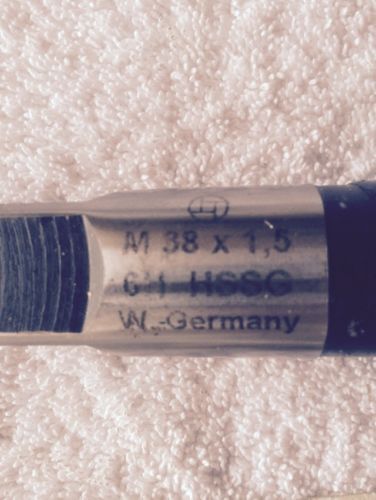 M 38 x 1,5
6H HSSG
W.-Germany